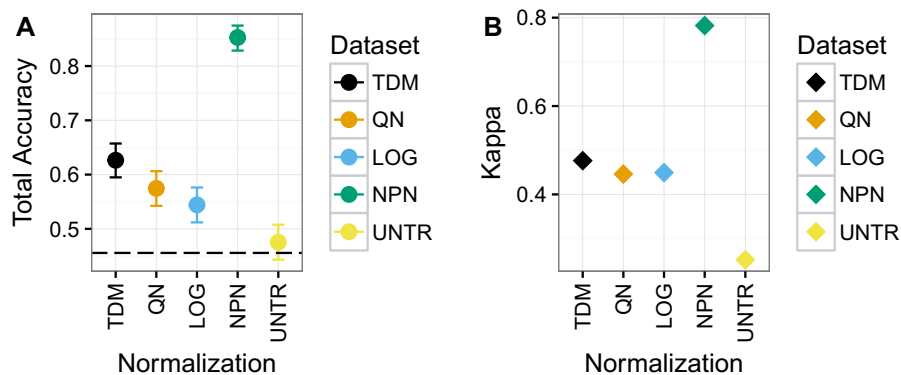 A
Total Accuracy
0.8
0.7
0.6
0.5
TDM
QN
LOG
NPN
UNTR
Normalization
Dataset
TDM
QN
LOG
NPN
UNTR
B
Kappa
0.8
0.6
0.4
TDM
QN
LOG
NPN
UNTR
Normalization
Dataset
TDM
QN
LOG
NPN
UNTR